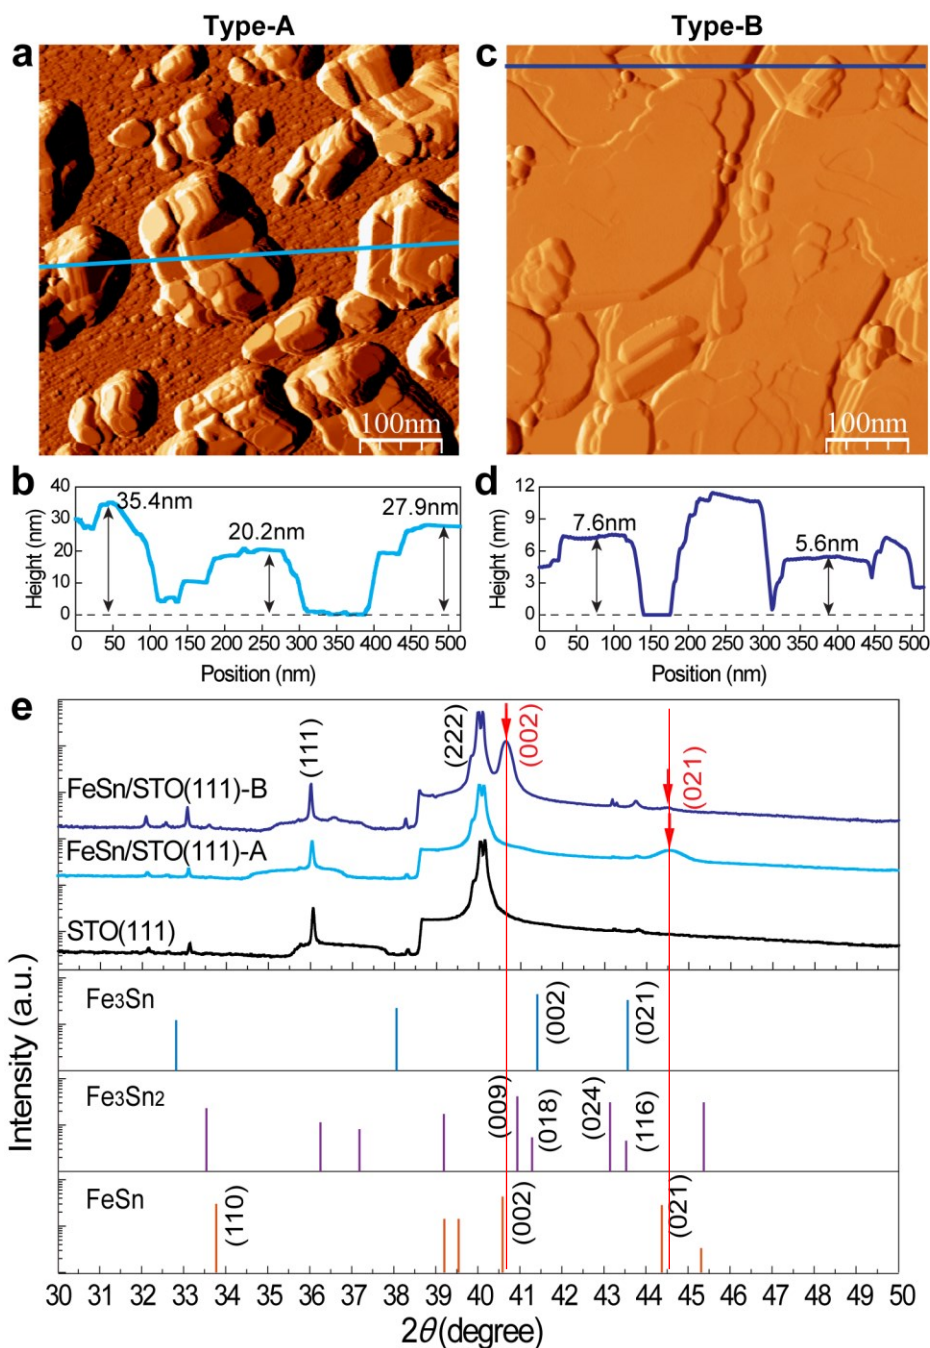 Type-A
Type-B
a
c
100nm
100nm
b
d
Height (nm)
40
30
20
10
0
35.4nm
20.2nm
27.9nm
0 50 100 150 200 250 300 350 400 450 500
Position (nm)
Height (nm)
12
9
6
3
0
7.6nm
5.6nm
0 50 100 150 200 250 300 350 400 450 500
Position (nm)
e
Intensity (a.u.)
(111)
(222)
(002)
(021)
FeSn/STO(111)-B
FeSn/STO(111)-A
STO(111)
Fe₃Sn
(002)
(021)
Fe₃Sn₂
(009)
(018)
(024)
(116)
FeSn
(110)
(002)
(021)
30 31 32 33 34 35 36 37 38 39 40 41 42 43 44 45 46 47 48 49 50
2θ(degree)